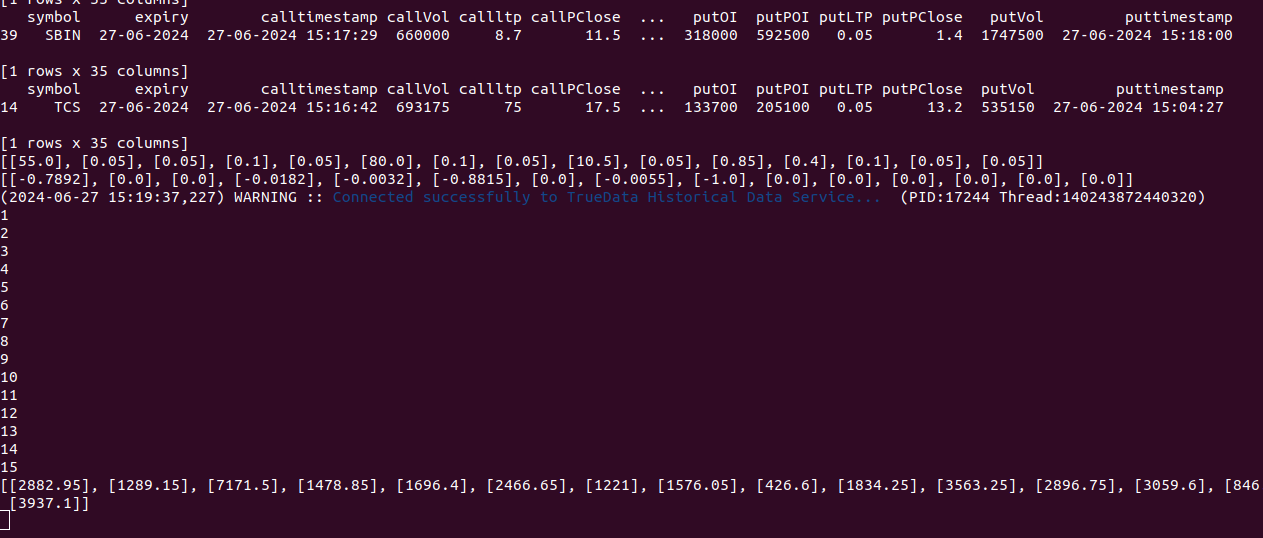 [1 rows x 35 columns]
symbol expiry calltimestamp callVol callltp callPClose ... putOI putPOI putLTP putPClose putVol puttimestamp
39 SBIN 27-06-2024 27-06-2024 15:17:29 660000 8.7 11.5 ... 318000 592500 0.05 1.4 1747500 27-06-2024 15:18:00
[1 rows x 35 columns]
symbol expiry calltimestamp callVol callltp callPClose ... putOI putPOI putLTP putPClose putVol puttimestamp
14 TCS 27-06-2024 27-06-2024 15:16:42 693175 75 17.5 ... 133700 205100 0.05 13.2 535150 27-06-2024 15:04:27
[1 rows x 35 columns]
[[55.0], [0.05], [0.05], [0.1], [0.05], [80.0], [0.1], [0.05], [10.5], [0.05], [0.85], [0.4], [0.1], [0.05], [0.05]]
[[-0.7892], [0.0], [0.0], [-0.0182], [-0.0032], [-0.8815], [0.0], [-0.0055], [-1.0], [0.0], [0.0], [0.0], [0.0], [0.0], [0.0]]
(2024-06-27 15:19:37,227) WARNING :: Connected successfully to TrueData Historical Data Service... (PID:17244 Thread:140243872440320)
1
2
3
4
5
6
7
8
9
10
11
12
13
14
15
[[2882.95], [1289.15], [7171.5], [1478.85], [1696.4], [2466.65], [1221], [1576.05], [426.6], [1834.25], [3563.25], [2896.75], [3059.6], [846
[3937.1]]